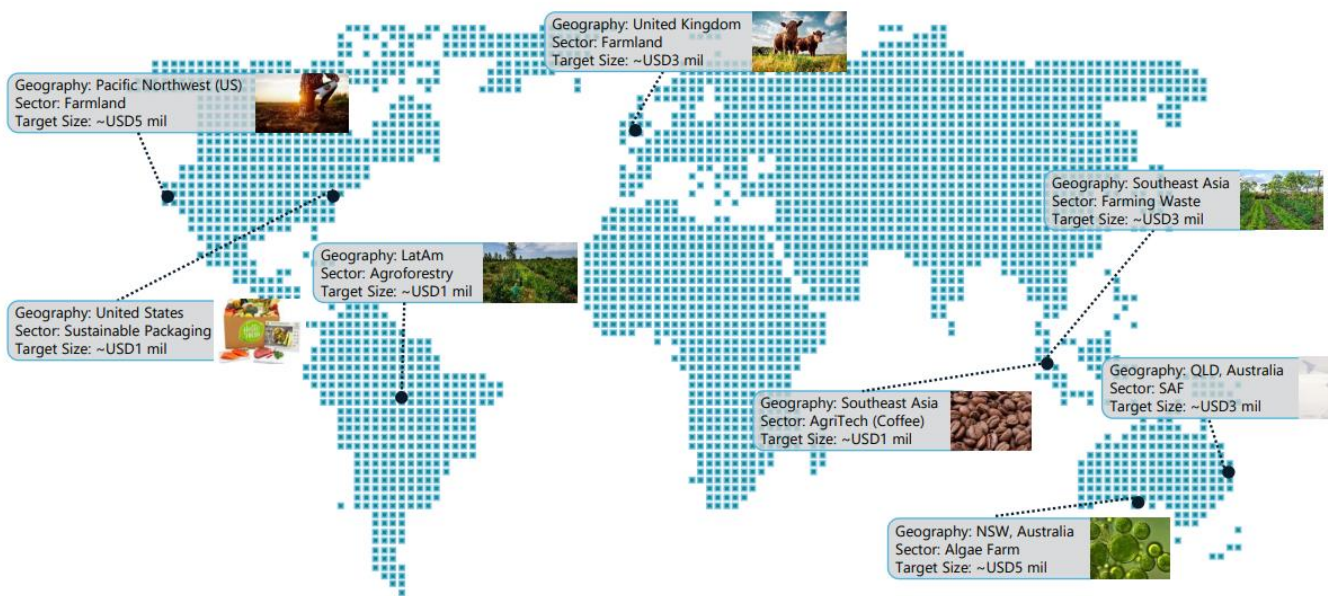 Geography: United Kingdom
Sector: Farmland
Target Size: ~USD3 mil
Geography: Pacific Northwest (US)
Sector: Farmland
Target Size: ~USD5 mil
Geography: Southeast Asia
Sector: Farming Waste
Target Size: ~USD3 mil
Geography: LatAm
Sector: Agroforestry
Target Size: ~USD1 mil
Geography: United States
Sector: Sustainable Packaging
Target Size: ~USD1 mil
Geography: QLD, Australia
Sector: SAF
Target Size: ~USD3 mil
Geography: Southeast Asia
Sector: AgriTech (Coffee)
Target Size: ~USD1 mil
Geography: NSW, Australia
Sector: Algae Farm
Target Size: ~USD5 mil